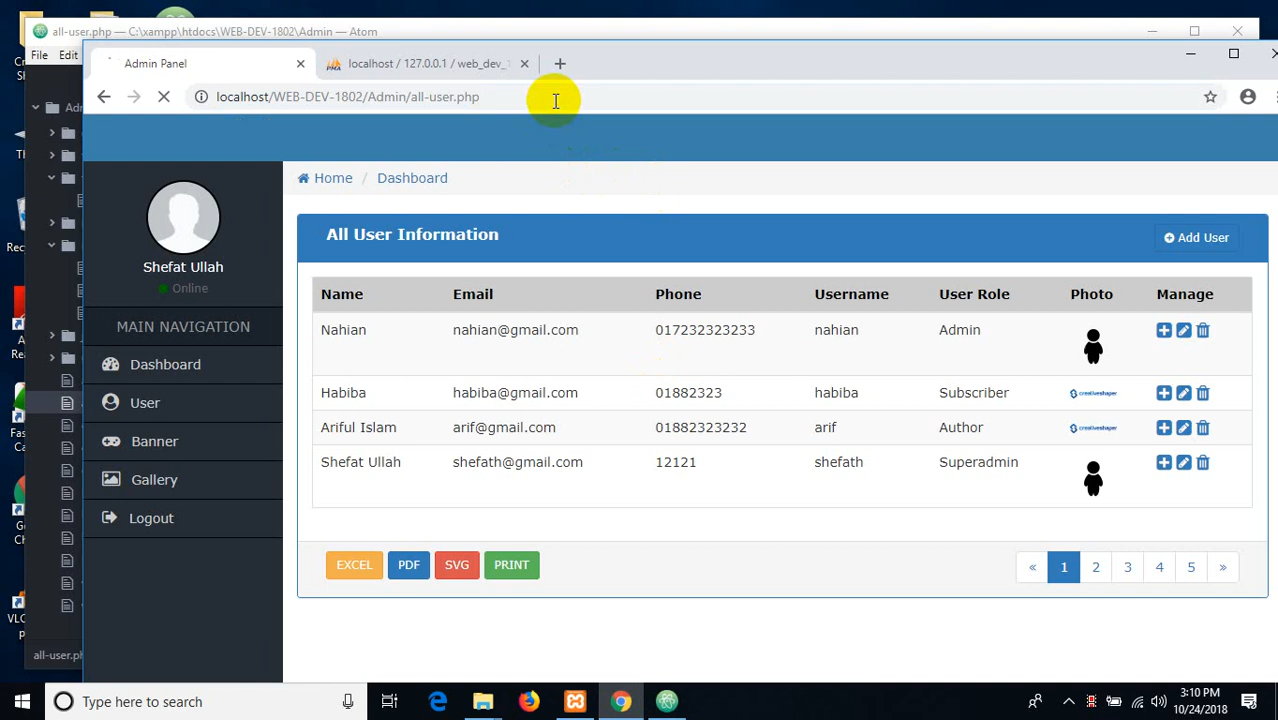 all-user.php — C:\xampp\htdocs\WEB-DEV-1802\Admin — Atom
File Edit
Admin Panel
localhost / 127.0.0.1 / web_dev_
localhost/WEB-DEV-1802/Admin/all-user.php
Home / Dashboard
Shefat Ullah
Online
MAIN NAVIGATION
Dashboard
User
Banner
Gallery
Logout
All User Information
Add User
Name Email Phone Username User Role Photo Manage
Nahian nahian@gmail.com 017232323233 nahian Admin
Habiba habiba@gmail.com 01882323 habiba Subscriber creativeshaper
Ariful Islam arif@gmail.com 01882323232 arif Author creativeshaper
Shefat Ullah shefath@gmail.com 12121 shefath Superadmin
EXCEL PDF SVG PRINT
« 1 2 3 4 5 »
all-user.ph
Type here to search
3:10 PM
10/24/2018